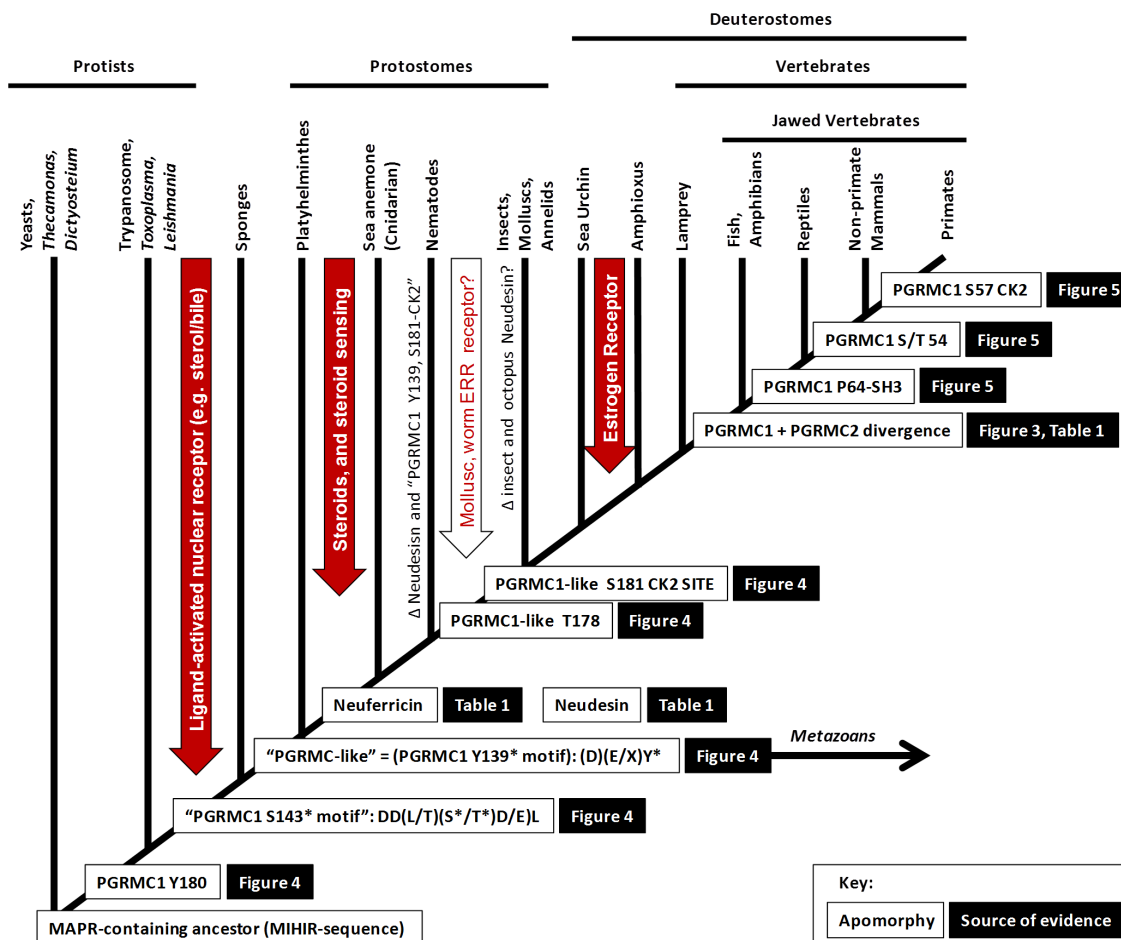 Deuterostomes
Protists
Protostomes
Vertebrates
Jawed Vertebrates
Yeasts,
Thecamonas,
Dictyosteium
Trypanosome,
Toxoplasma,
Leishmania
Sponges
Platyhelminthes
Sea anemone
(Cnidarian)
Nematodes
Insects,
Molluscs,
Annelids
Sea Urchin
Amphioxus
Lamprey
Fish,
Amphibians
Reptiles
Non-primate
Mammals
Primates
Ligand-activated nuclear receptor (e.g. sterol/bile)
Steroids, and steroid sensing
Δ Neudesisn and “PGRMC1 Y139, S181-CK2”
Mollusc, worm ERR receptor?
Δ insect and octopus Neudesin?
Estrogen Receptor
PGRMC1 S57 CK2 Figure 5
PGRMC1 S/T 54 Figure 5
PGRMC1 P64-SH3 Figure 5
PGRMC1 + PGRMC2 divergence Figure 3, Table 1
PGRMC1-like S181 CK2 SITE Figure 4
PGRMC1-like T178 Figure 4
Neuferricin Table 1 Neudesin Table 1
“PGRMC-like” = (PGRMC1 Y139* motif): (D)(E/X)Y* Figure 4
Metazoans
“PGRMC1 S143* motif”: DD(L/T)(S*/T*)D/E)L Figure 4
PGRMC1 Y180 Figure 4
MAPR-containing ancestor (MIHIR-sequence)
Key:
Apomorphy Source of evidence